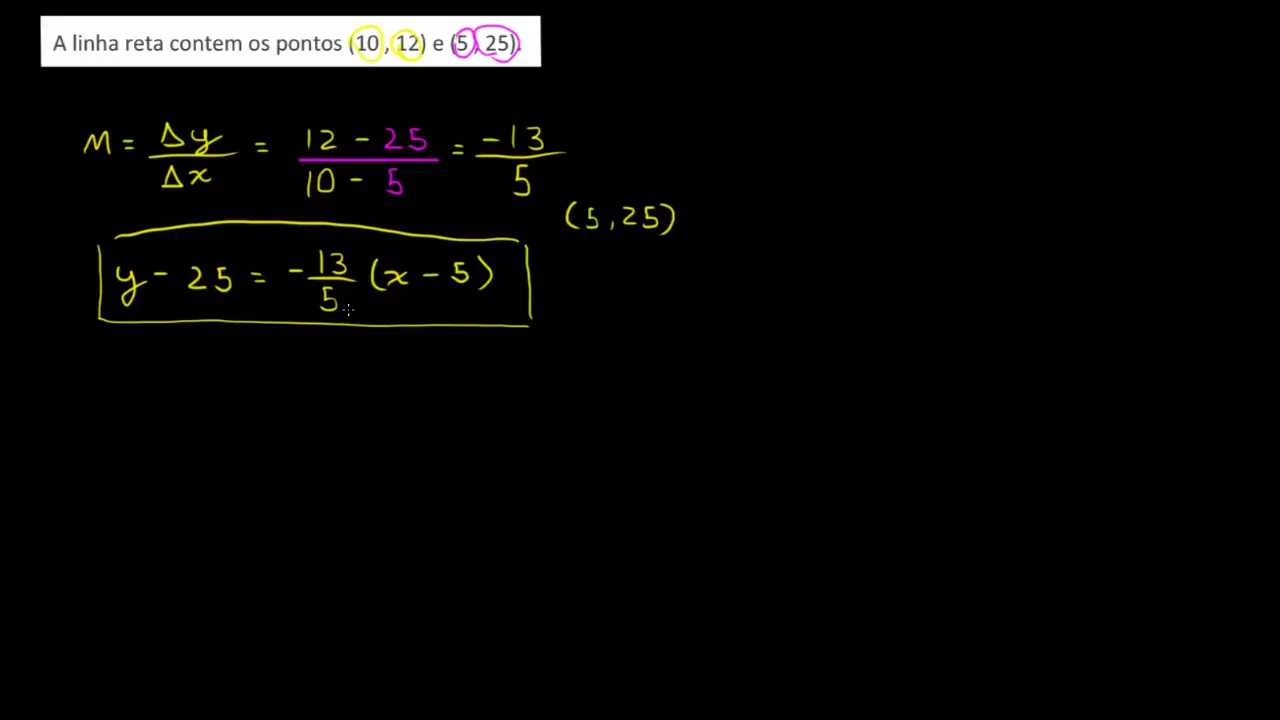 A linha reta contem os pontos (10, 12) e (5, 25).
M = Δy/Δx = 12 - 25/10 - 5 = -13/5
(5, 25)
y - 25 = -13/5 (x - 5)